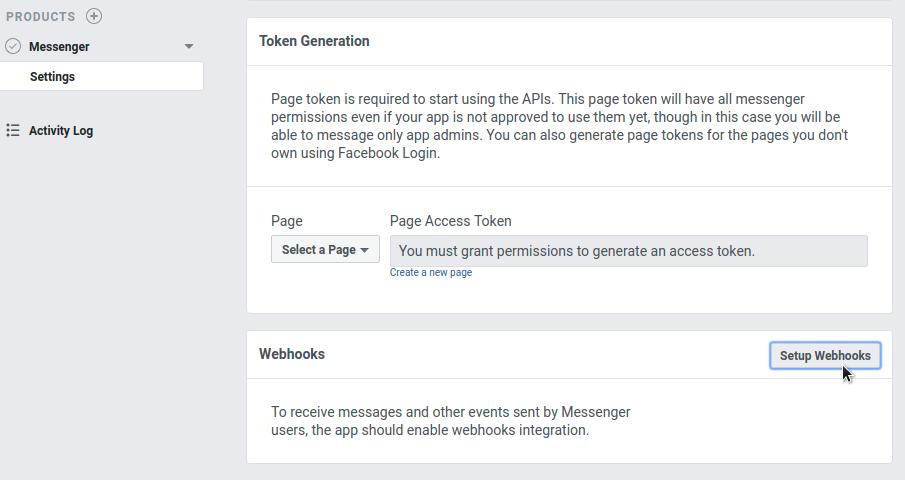 PRODUCTS
Messenger
Settings
Activity Log
Token Generation
Page token is required to start using the APIs. This page token will have all messenger
permissions even if your app is not approved to use them yet, though in this case you will be
able to message only app admins. You can also generate page tokens for the pages you don't
own using Facebook Login.
Page
Page Access Token
Select a Page
You must grant permissions to generate an access token.
Create a new page
Webhooks
Setup Webhooks
To receive messages and other events sent by Messenger
users, the app should enable webhooks integration.